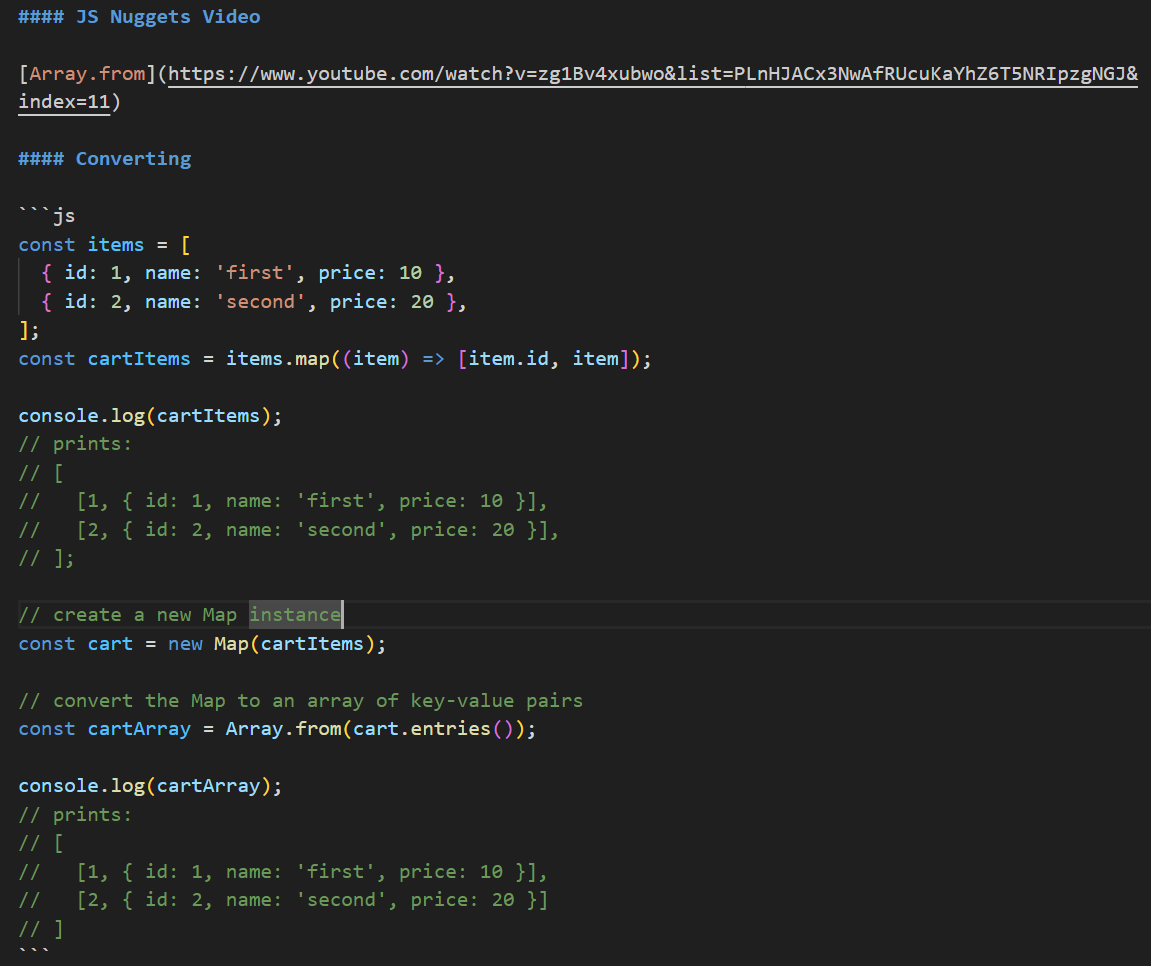 #### JS Nuggets Video
[Array.from](https://www.youtube.com/watch?v=zg1Bv4xubwo&list=PLnHJACx3NwAfRUcuKaYhZ6T5NRIpzgNGJ&
index=11)
#### Converting
```js
const items = [
  { id: 1, name: 'first', price: 10 },
  { id: 2, name: 'second', price: 20 },
];
const cartItems = items.map((item) => [item.id, item]);
console.log(cartItems);
// prints:
// [
//   [1, { id: 1, name: 'first', price: 10 }],
//   [2, { id: 2, name: 'second', price: 20 }],
// ];
// create a new Map instance
const cart = new Map(cartItems);
// convert the Map to an array of key-value pairs
const cartArray = Array.from(cart.entries());
console.log(cartArray);
// prints:
// [
//   [1, { id: 1, name: 'first', price: 10 }],
//   [2, { id: 2, name: 'second', price: 20 }]
// ]
```